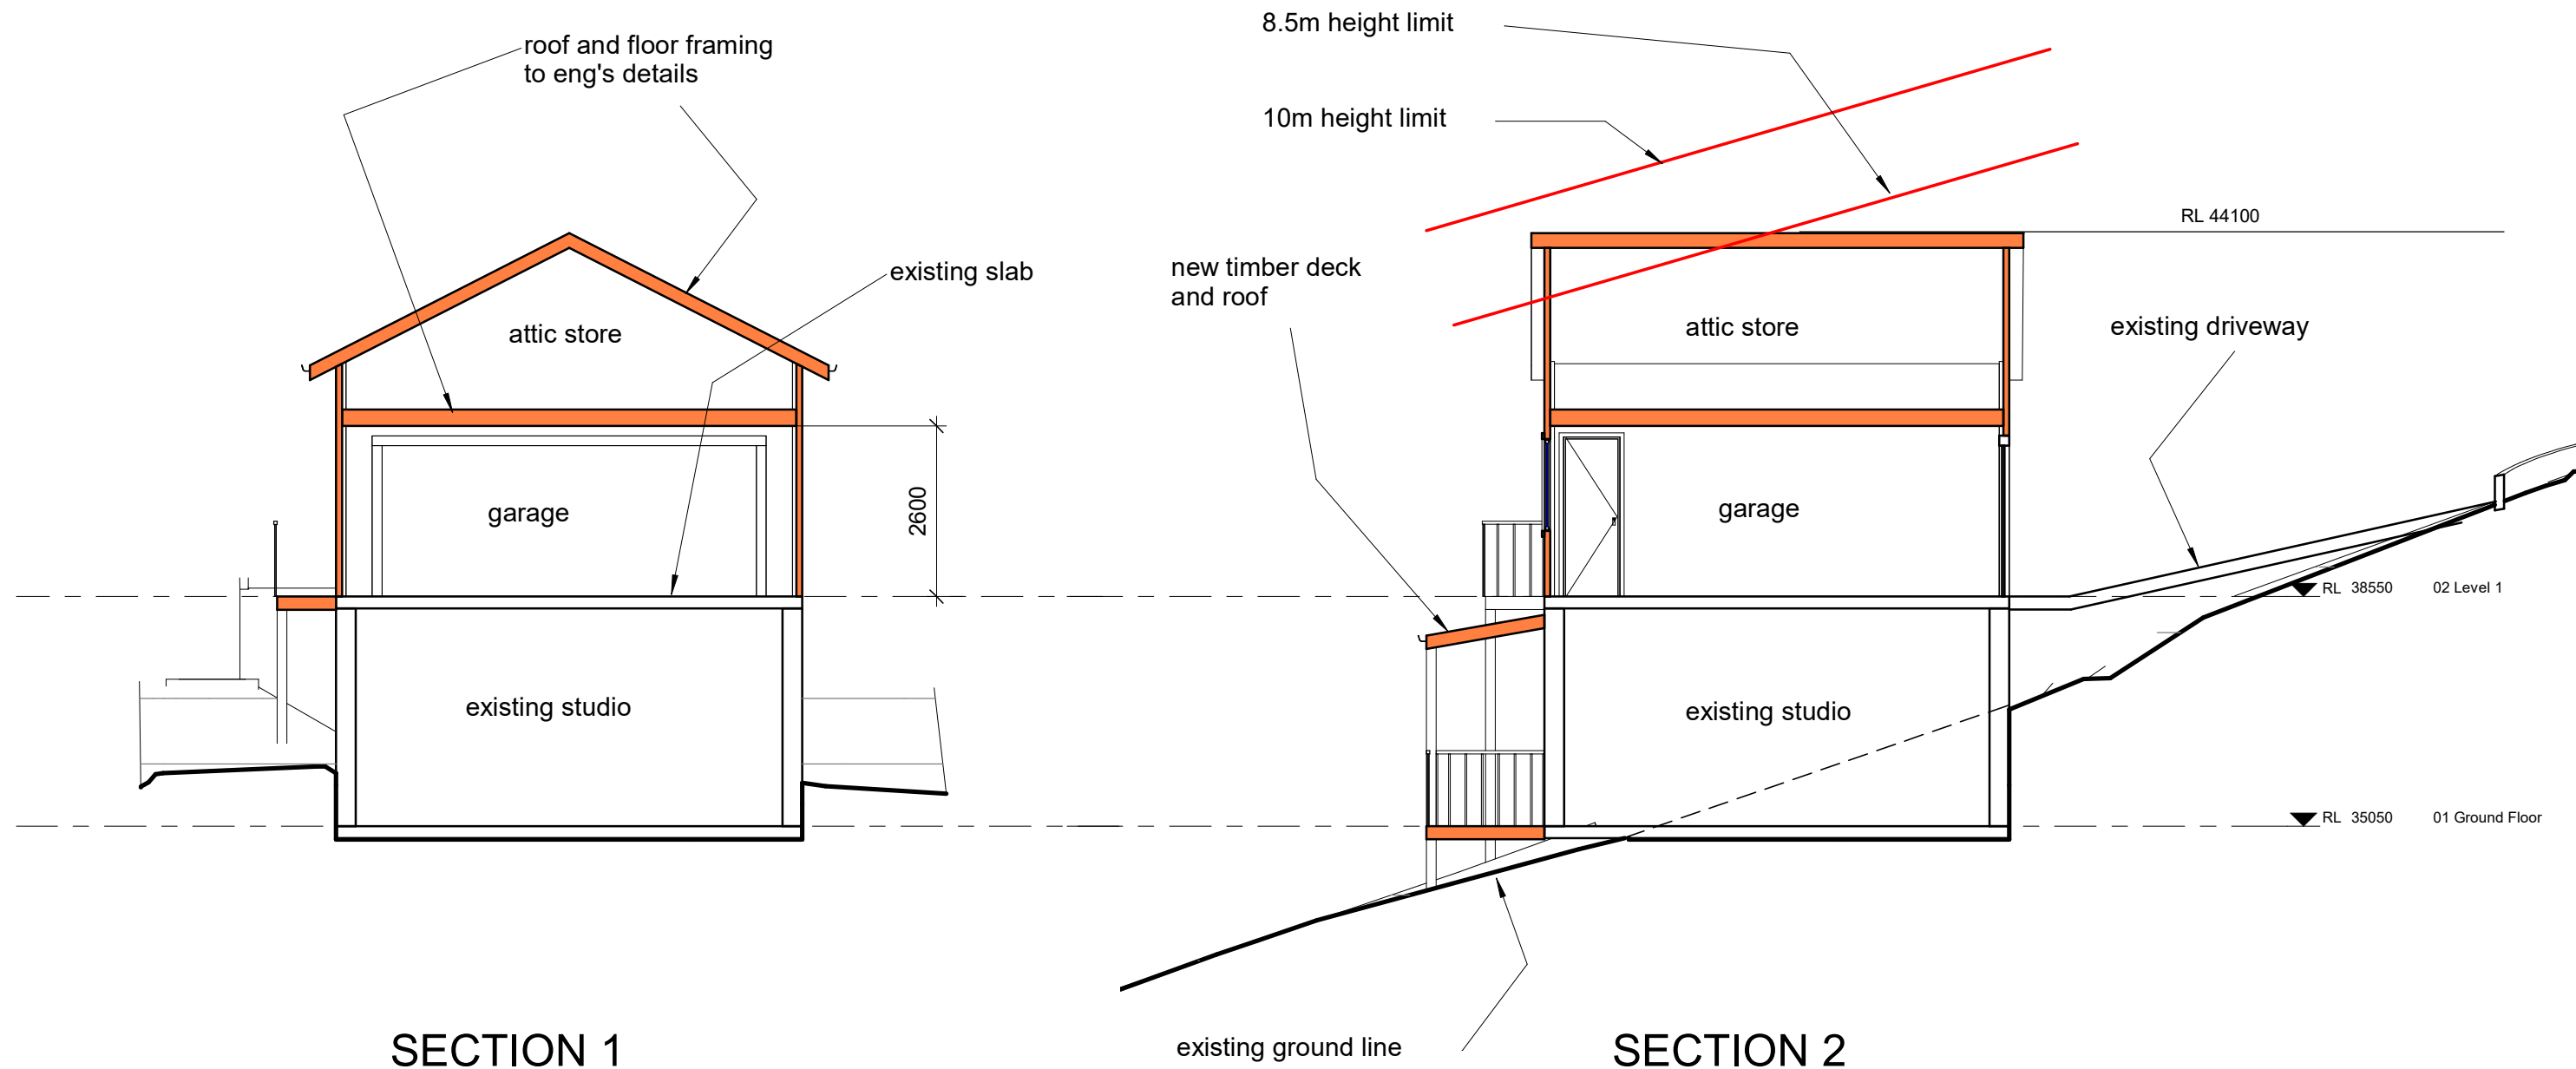 roof and floor framing
to eng's details
existing slab
attic store
garage
2600
existing studio
SECTION 1
8.5m height limit
10m height limit
RL 44100
new timber deck
and roof
attic store
existing driveway
garage
RL 38550 02 Level 1
existing studio
RL 35050 01 Ground Floor
existing ground line
SECTION 2